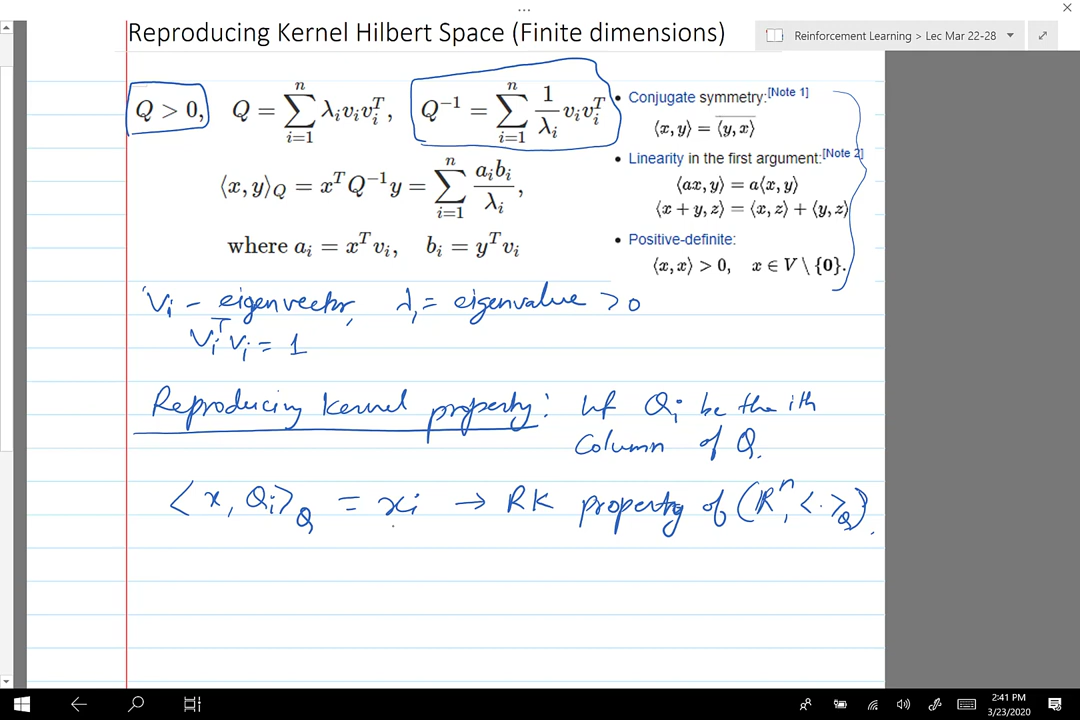 Reproducing Kernel Hilbert Space (Finite dimensions)
Reinforcement Learning > Lec Mar 22-28
Q > 0, Q = ∑_{i=1}^{n} λ_i v_i v_i^T, Q^{-1} = ∑_{i=1}^{n} 1/λ_i v_i v_i^T
⟨x, y⟩_Q = x^T Q^{-1} y = ∑_{i=1}^{n} a_i b_i / λ_i,
where a_i = x^T v_i, b_i = y^T v_i
• Conjugate symmetry:[Note 1]
⟨x, y⟩ = \overline{⟨y, x⟩}
• Linearity in the first argument:[Note 2]
⟨ax, y⟩ = a⟨x, y⟩
⟨x + y, z⟩ = ⟨x, z⟩ + ⟨y, z⟩
• Positive-definite:
⟨x, x⟩ > 0, x ∈ V \ {0}.
v_i – eigenvector, λ_i = eigenvalue > 0
v_i^T v_i = 1
Reproducing Kernel property: Let Q_i be the ith
Column of Q.
⟨x, Q_i⟩_Q = x_i → RK property of (R^n, <·>_Q).
2:41 PM
3/23/2020